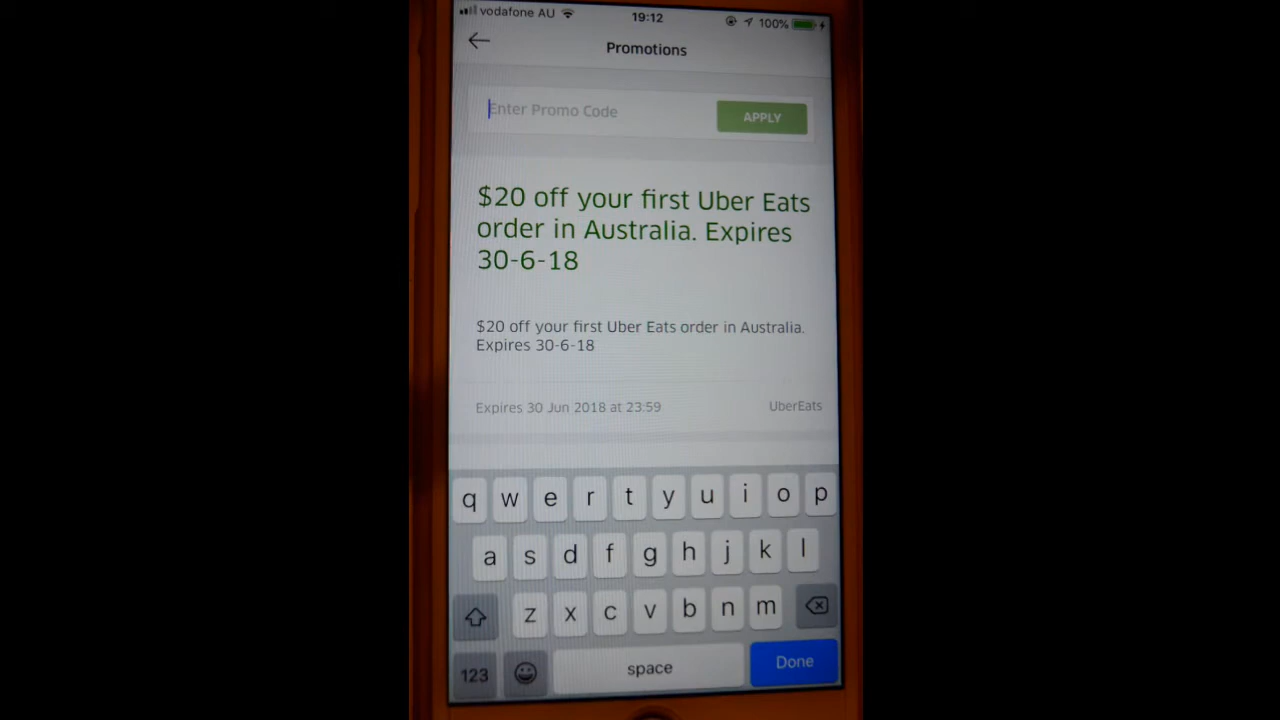 vodafone AU 19:12 100%
Promotions
Enter Promo Code APPLY
$20 off your first Uber Eats
order in Australia. Expires
30-6-18
$20 off your first Uber Eats order in Australia.
Expires 30-6-18
Expires 30 Jun 2018 at 23:59 UberEats
q w e r t y u i o p
a s d f g h j k l
z x c v b n m
123 space Done